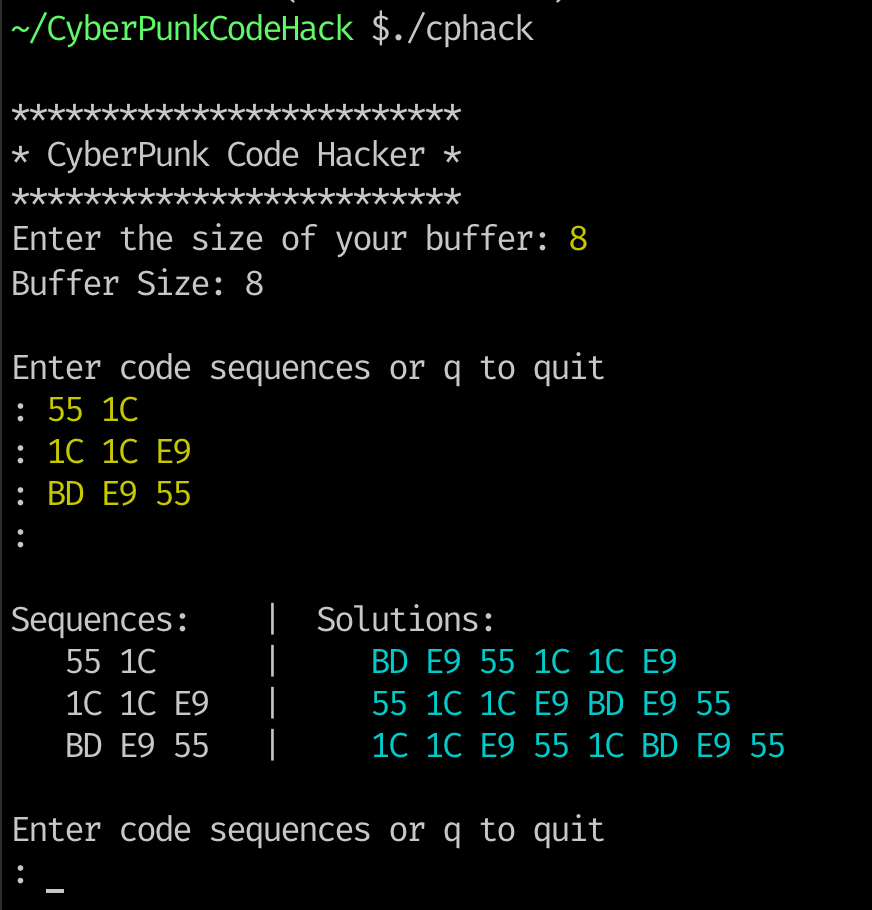 ~/CyberPunkCodeHack $./cphack
*************************
* CyberPunk Code Hacker *
*************************
Enter the size of your buffer: 8
Buffer Size: 8
Enter code sequences or q to quit
: 55 1C
: 1C 1C E9
: BD E9 55
:
Sequences:    |  Solutions:
   55 1C      |     BD E9 55 1C 1C E9
   1C 1C E9   |     55 1C 1C E9 BD E9 55
   BD E9 55   |     1C 1C E9 55 1C BD E9 55
Enter code sequences or q to quit
: _